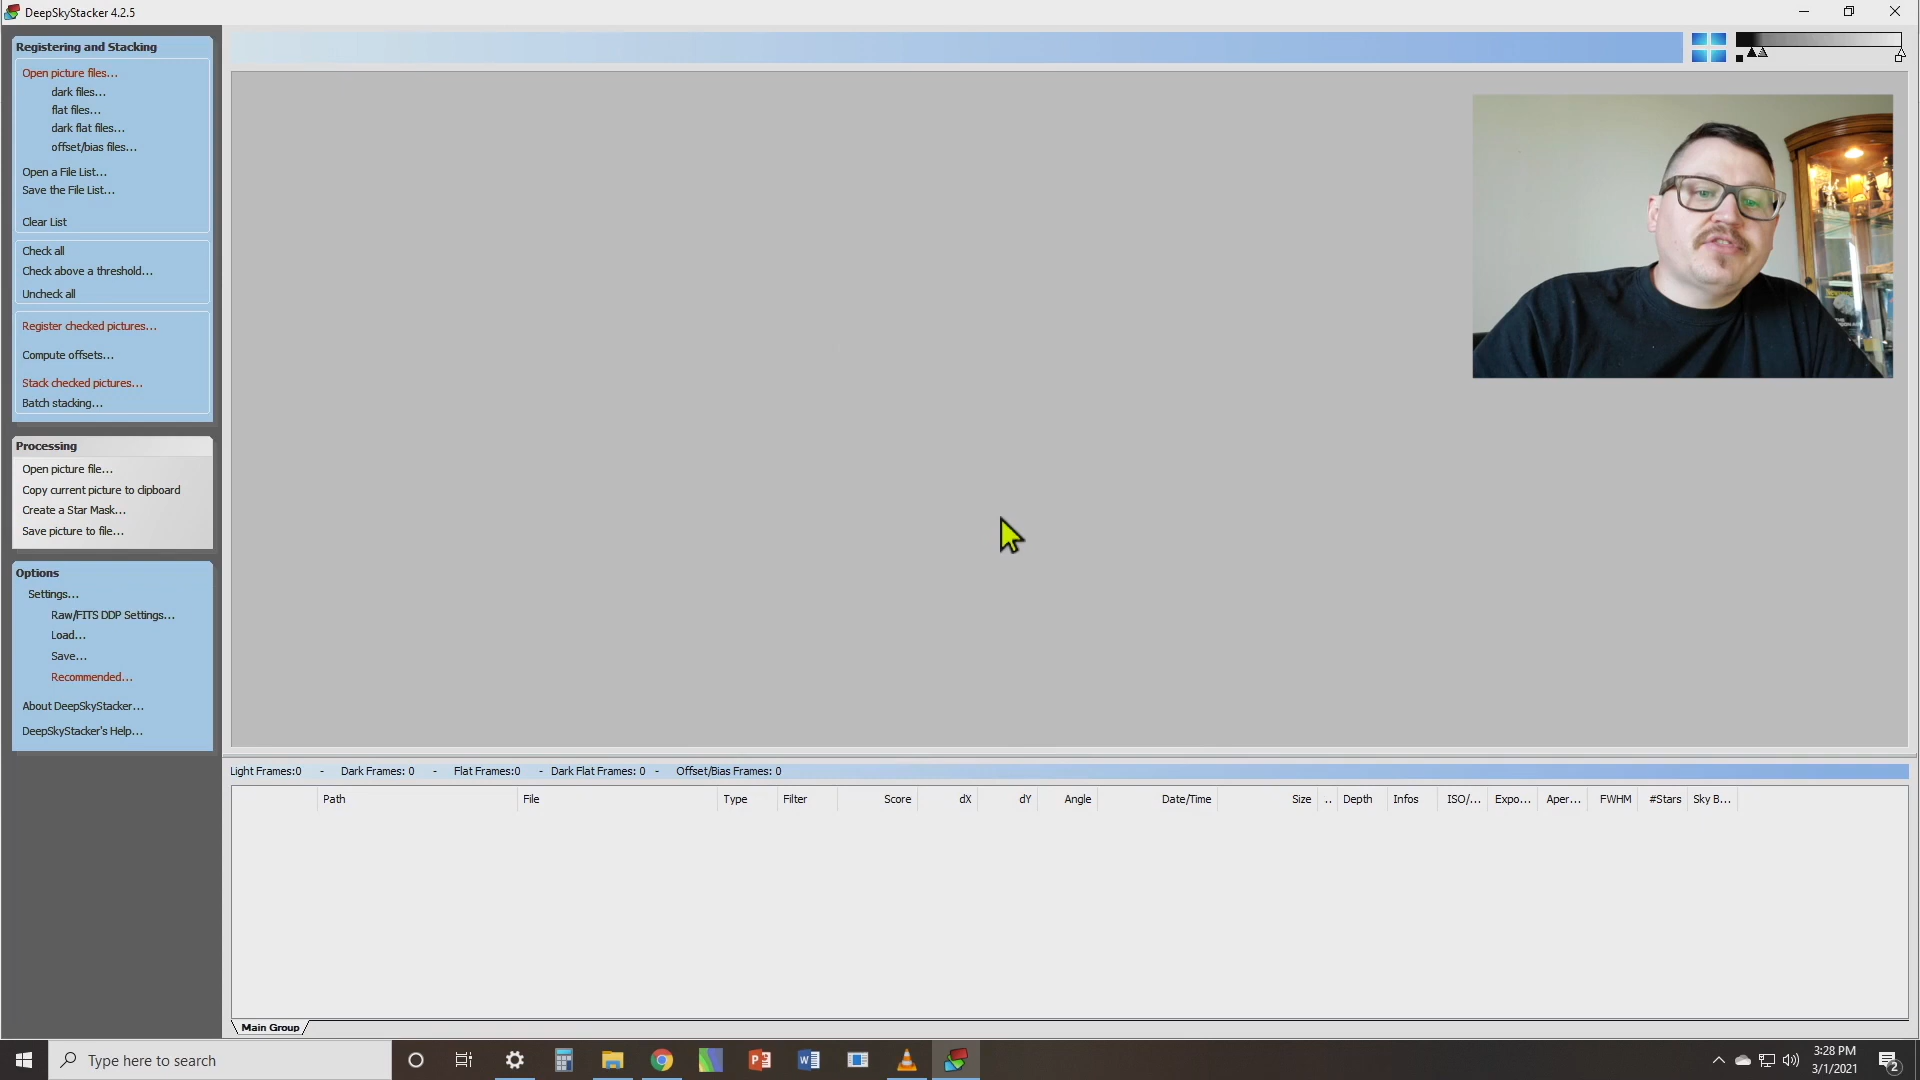 DeepSkyStacker 4.2.5
Registering and Stacking
Open picture files...
dark files...
flat files...
dark flat files...
offset/bias files...
Open a File List...
Save the File List...
Clear List
Check all
Check above a threshold...
Uncheck all
Register checked pictures...
Compute offsets...
Stack checked pictures...
Batch stacking...
Processing
Open picture file...
Copy current picture to clipboard
Create a Star Mask...
Save picture to file...
Options
Settings...
Raw/FITS DDP Settings...
Load...
Save...
Recommended...
About DeepSkyStacker...
DeepSkyStacker's Help...
Light Frames:0 - Dark Frames: 0 - Flat Frames:0 - Dark Flat Frames: 0 - Offset/Bias Frames: 0
Path File Type Filter Score dX dY Angle Date/Time Size .. Depth Infos ISO/... Expo... Aper... FWHM #Stars Sky B...
Main Group
Type here to search
3:28 PM
3/1/2021
2